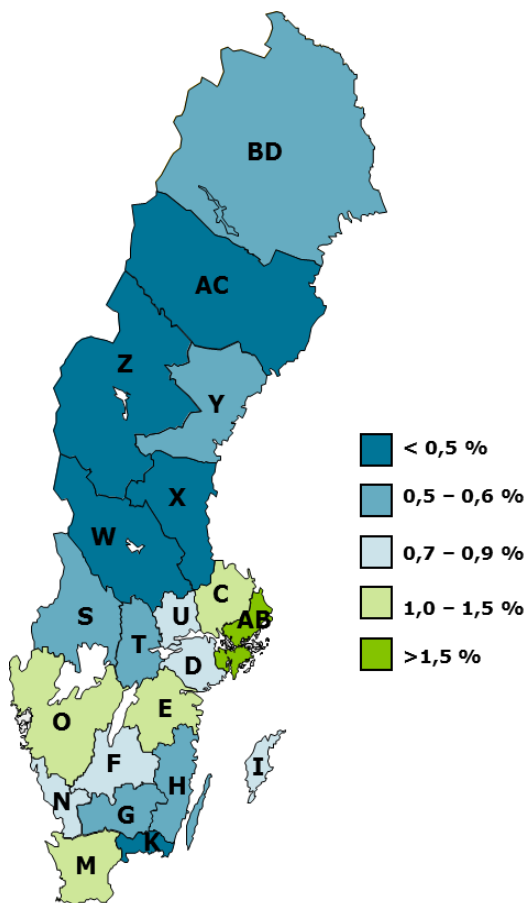 BD
AC
Z
Y
X
W
S
T
U
C
AB
D
O
E
F
I
N
H
G
K
M
< 0,5 %
0,5 – 0,6 %
0,7 – 0,9 %
1,0 – 1,5 %
>1,5 %